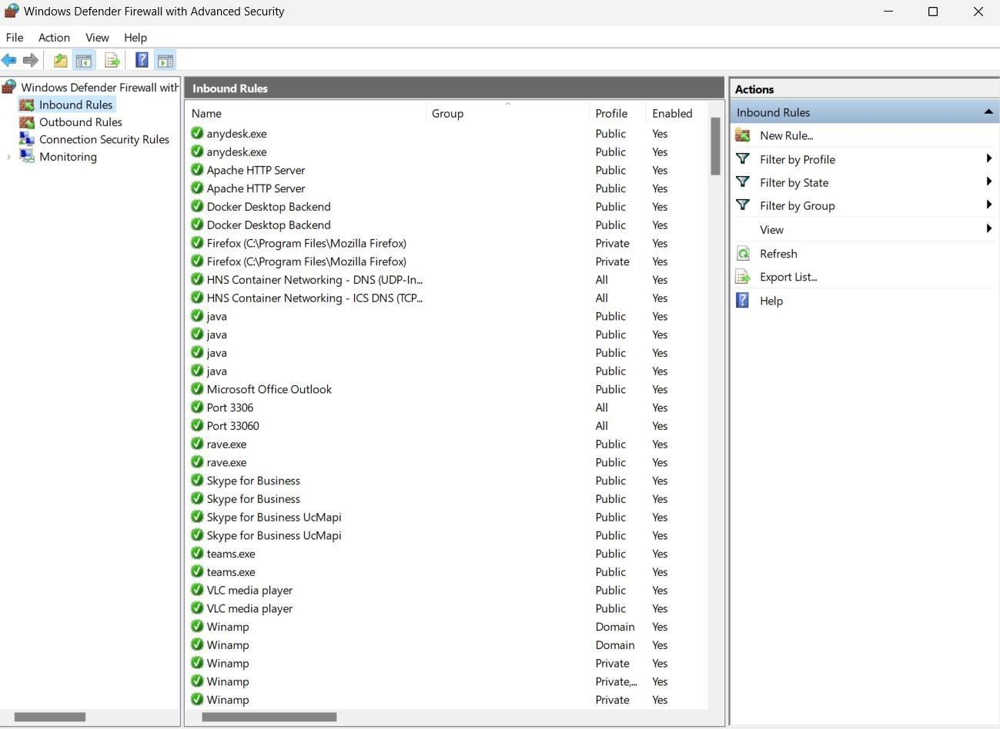 Windows Defender Firewall with Advanced Security
File Action View Help
Windows Defender Firewall with
Inbound Rules
Outbound Rules
Connection Security Rules
Monitoring
Inbound Rules
Name Group Profile Enabled
anydesk.exe Public Yes
anydesk.exe Public Yes
Apache HTTP Server Public Yes
Apache HTTP Server Public Yes
Docker Desktop Backend Public Yes
Docker Desktop Backend Public Yes
Firefox (C:\Program Files\Mozilla Firefox) Private Yes
Firefox (C:\Program Files\Mozilla Firefox) Private Yes
HNS Container Networking - DNS (UDP-In... All Yes
HNS Container Networking - ICS DNS (TCP... All Yes
java Public Yes
java Public Yes
java Public Yes
java Public Yes
Microsoft Office Outlook Public Yes
Port 3306 All Yes
Port 33060 All Yes
rave.exe Public Yes
rave.exe Public Yes
Skype for Business Public Yes
Skype for Business Public Yes
Skype for Business UcMapi Public Yes
Skype for Business UcMapi Public Yes
teams.exe Public Yes
teams.exe Public Yes
VLC media player Public Yes
VLC media player Public Yes
Winamp Domain Yes
Winamp Domain Yes
Winamp Private Yes
Winamp Private,... Yes
Winamp Private Yes
Actions
Inbound Rules
New Rule...
Filter by Profile
Filter by State
Filter by Group
View
Refresh
Export List...
Help